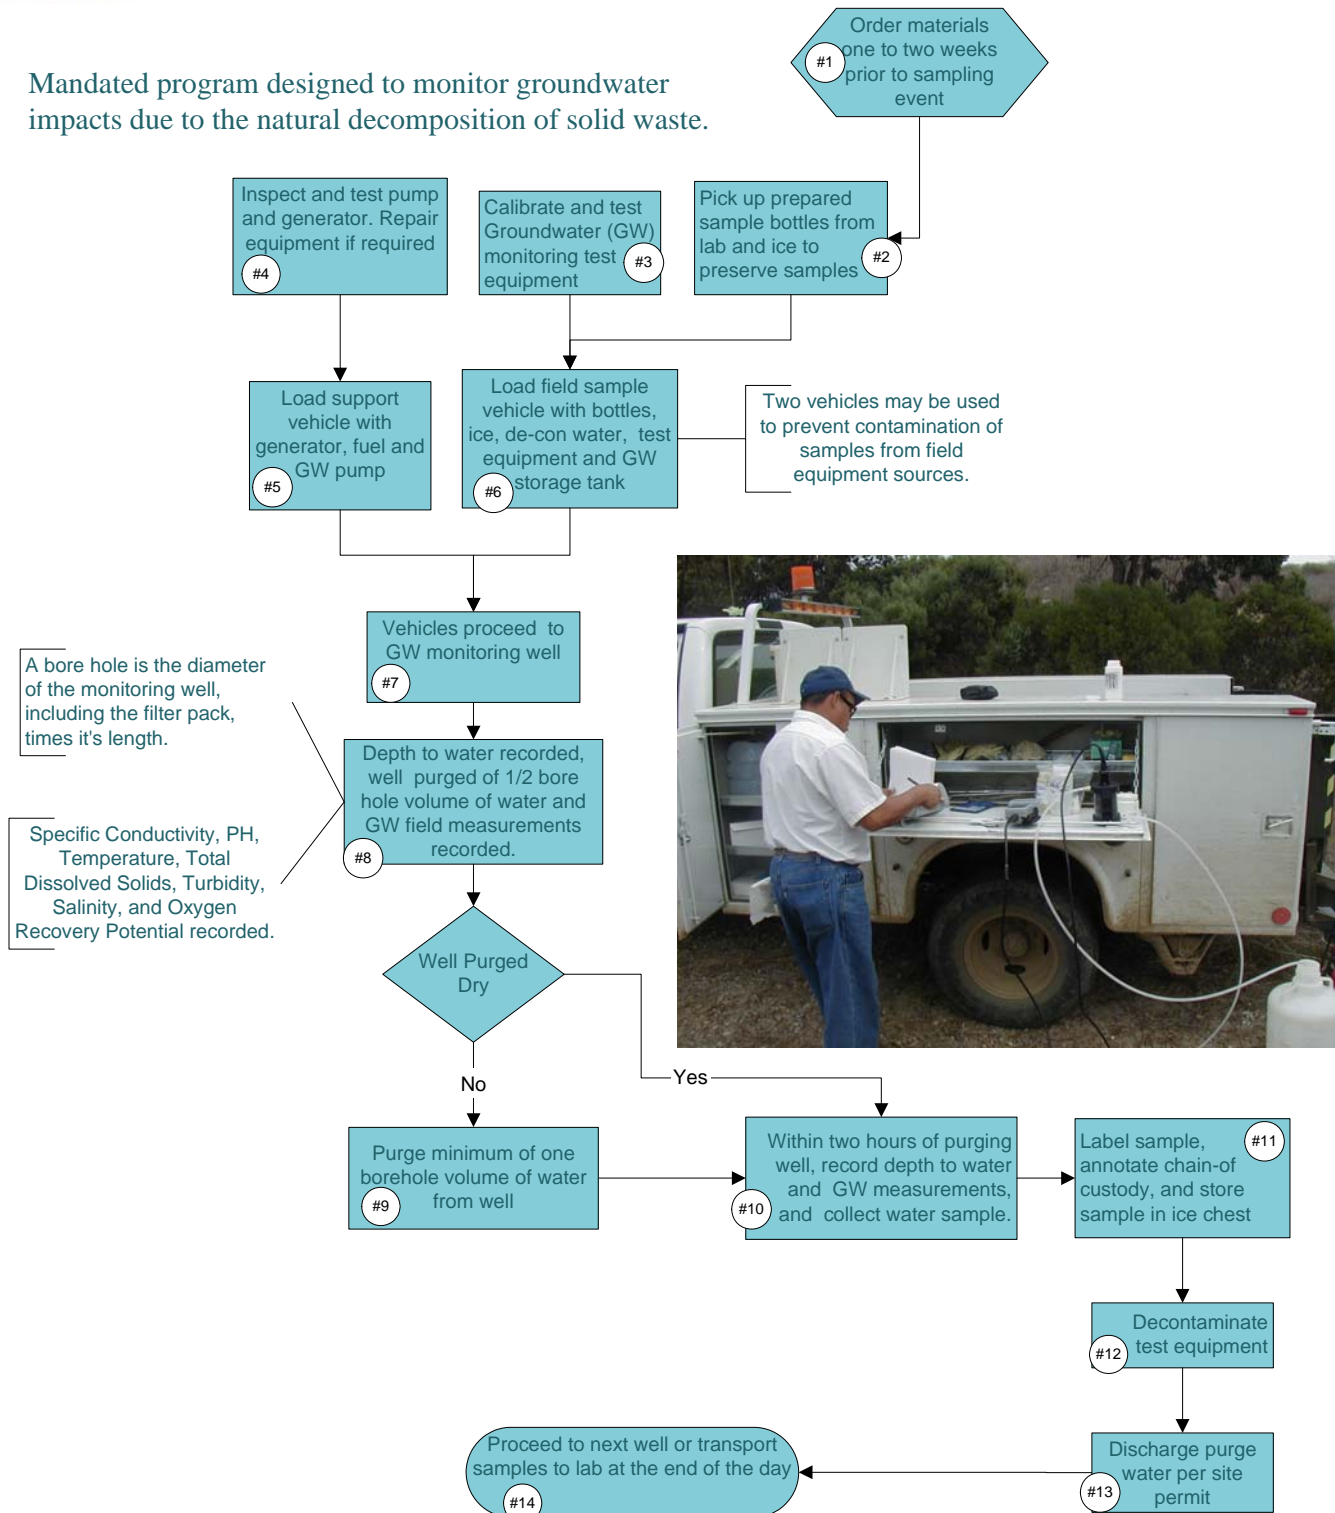 Mandated program designed to monitor groundwater
impacts due to the natural decomposition of solid waste.
Order materials
one to two weeks
prior to sampling
event
#1
Inspect and test pump
and generator. Repair
equipment if required
#4
Calibrate and test
Groundwater (GW)
monitoring test
equipment
#3
Pick up prepared
sample bottles from
lab and ice to
preserve samples
#2
Load support
vehicle with
generator, fuel and
GW pump
#5
Load field sample
vehicle with bottles,
ice, de-con water, test
equipment and GW
storage tank
#6
Two vehicles may be used
to prevent contamination of
samples from field
equipment sources.
Vehicles proceed to
GW monitoring well
#7
A bore hole is the diameter
of the monitoring well,
including the filter pack,
times it's length.
Depth to water recorded,
well purged of 1/2 bore
hole volume of water and
GW field measurements
recorded.
#8
Specific Conductivity, PH,
Temperature, Total
Dissolved Solids, Turbidity,
Salinity, and Oxygen
Recovery Potential recorded.
Well Purged
Dry
No
Yes
Purge minimum of one
borehole volume of water
from well
#9
Within two hours of purging
well, record depth to water
and GW measurements,
and collect water sample.
#10
Label sample,
annotate chain-of
custody, and store
sample in ice chest
#11
Decontaminate
test equipment
#12
Discharge purge
water per site
permit
#13
Proceed to next well or transport
samples to lab at the end of the day
#14